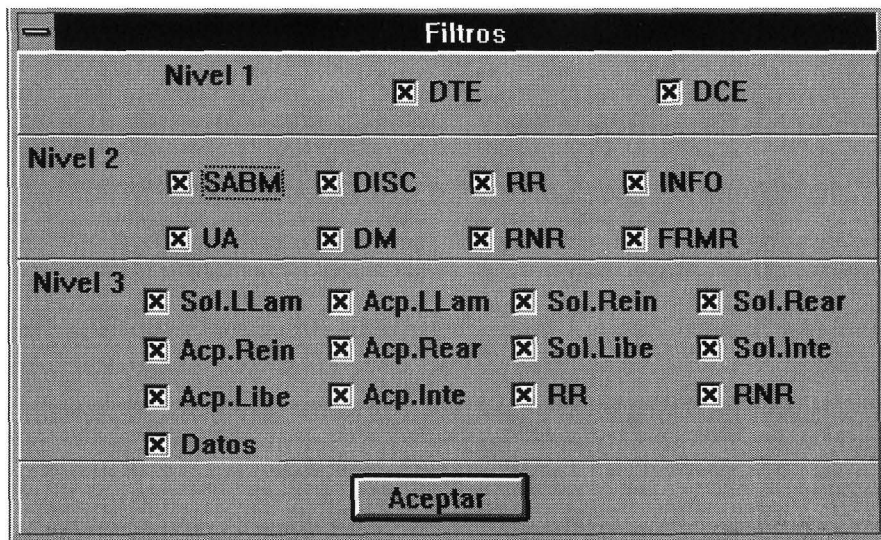 Filtros
Nivel 1 DTE DCE
Nivel 2
SABM DISC RR INFO
UA DM RNR FRMR
Nivel 3
Sol.LLam Acp.LLam Sol.Rein Sol.Rear
Acp.Rein Acp.Rear Sol.Libe Sol.Inte
Acp.Libe Acp.Inte RR RNR
Datos
Aceptar